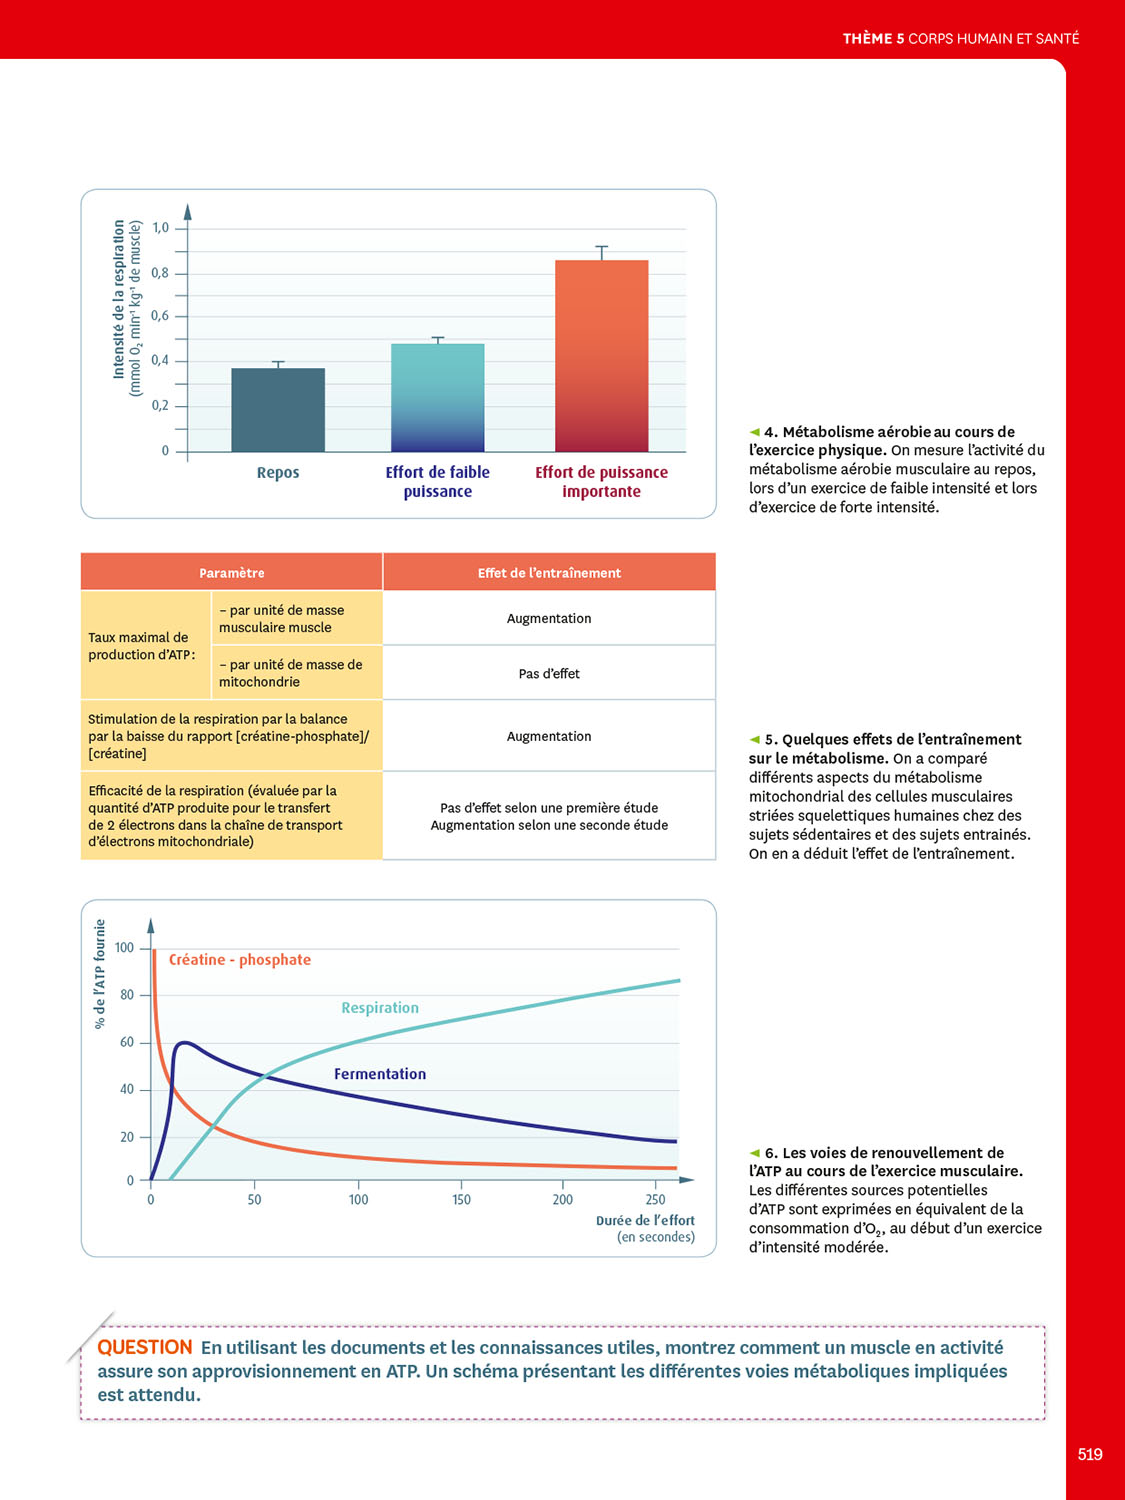 THÈME 5 CORPS HUMAIN ET SANTÉ
Intensité de la respiration
(mmol O₂ min⁻¹ kg⁻¹ de muscle)
1,0
0,8
0,6
0,4
0,2
0
Repos
Effort de faible
puissance
Effort de puissance
importante
◄ 4. Métabolisme aérobie au cours de
l’exercice physique. On mesure l’activité du
métabolisme aérobie musculaire au repos,
lors d’un exercice de faible intensité et lors
d’exercice de forte intensité.
Paramètre
Effet de l’entraînement
Taux maximal de
production d’ATP :
– par unité de masse
musculaire muscle
Augmentation
– par unité de masse de
mitochondrie
Pas d’effet
Stimulation de la respiration par la balance
par la baisse du rapport [créatine-phosphate]/
[créatine]
Augmentation
Efficacité de la respiration (évaluée par la
quantité d’ATP produite pour le transfert
de 2 électrons dans la chaîne de transport
d’électrons mitochondriale)
Pas d’effet selon une première étude
Augmentation selon une seconde étude
◄ 5. Quelques effets de l’entraînement
sur le métabolisme. On a comparé
différents aspects du métabolisme
mitochondrial des cellules musculaires
striées squelettiques humaines chez des
sujets sédentaires et des sujets entrainés.
On en a déduit l’effet de l’entraînement.
% de l’ATP fournie
100
80
60
40
20
0
Créatine - phosphate
Respiration
Fermentation
0
50
100
150
200
250
Durée de l’effort
(en secondes)
◄ 6. Les voies de renouvellement de
l’ATP au cours de l’exercice musculaire.
Les différentes sources potentielles
d’ATP sont exprimées en équivalent de la
consommation d’O₂, au début d’un exercice
d’intensité modérée.
QUESTION En utilisant les documents et les connaissances utiles, montrez comment un muscle en activité
assure son approvisionnement en ATP. Un schéma présentant les différentes voies métaboliques impliquées
est attendu.
519